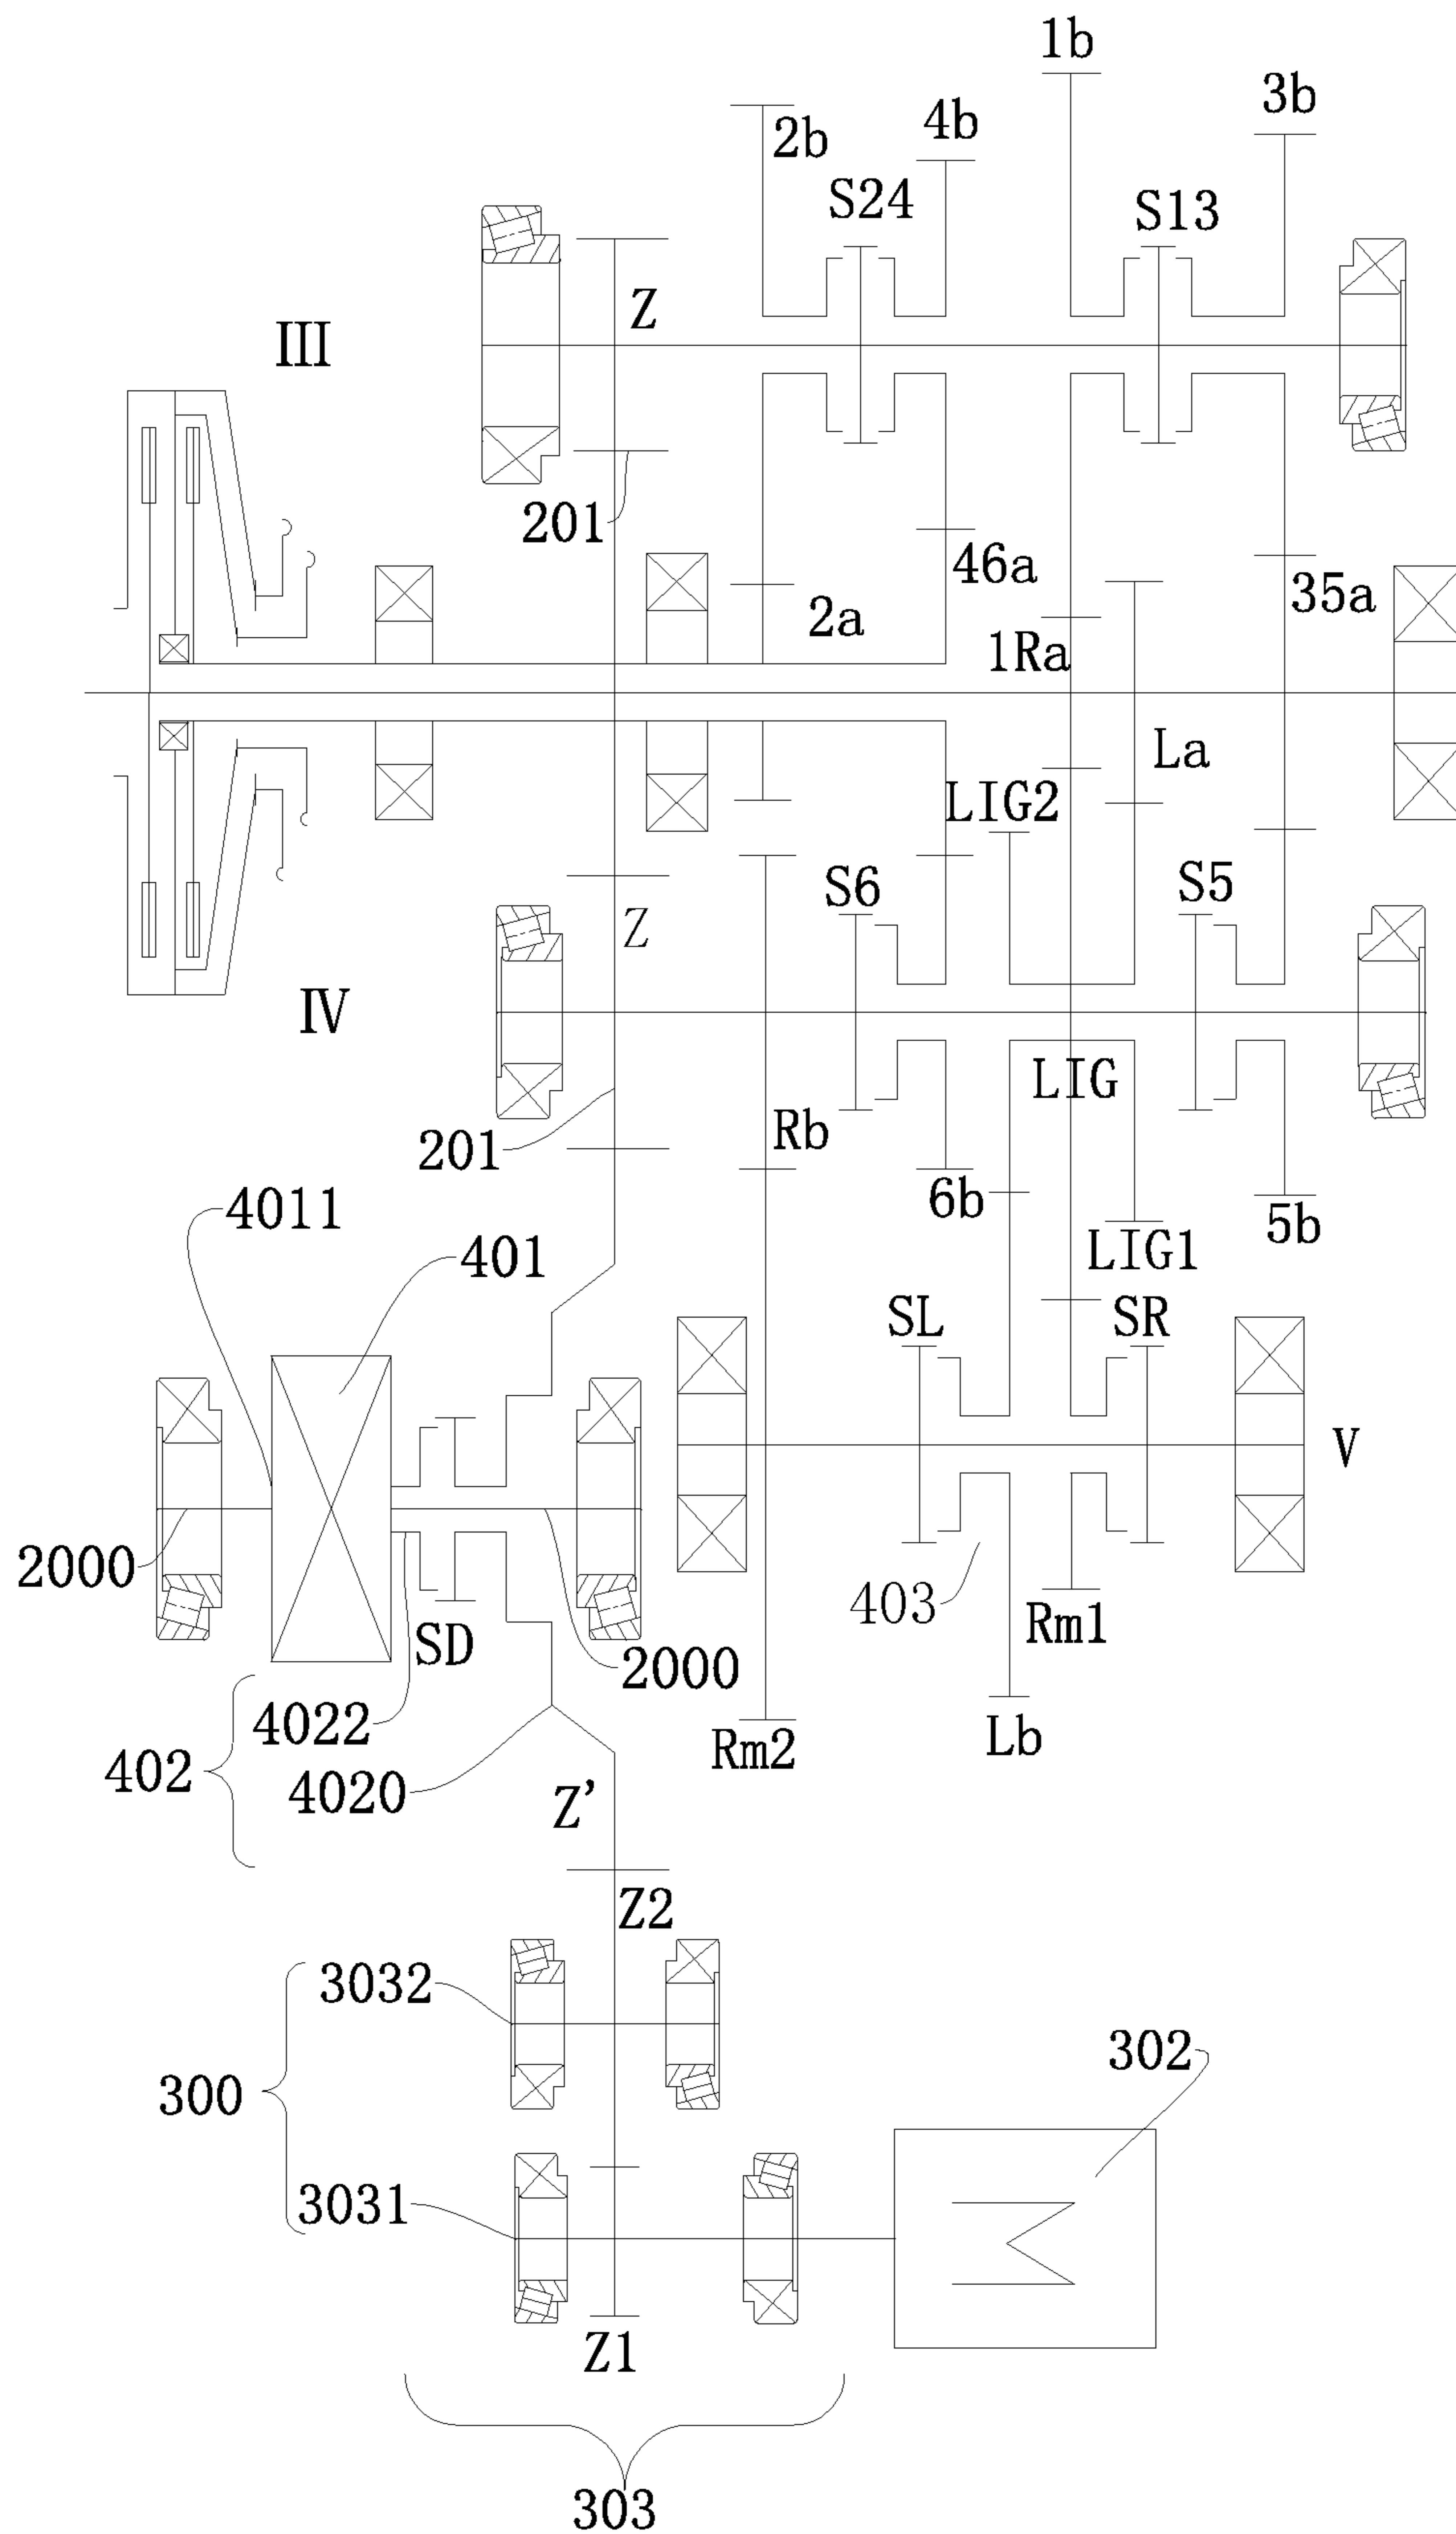 1b
3b
4b
2b
S24
S13
Z
III
201
46a
35a
2a
1Ra
La
LIG2
S6
S5
Z
IV
LIG
Rb
201
6b
4011
5b
401
LIG1
SL
SR
V
2000
403
Rm1
SD
2000
4022
Lb
Rm2
402
4020
Z'
Z2
3032
302
300
3031
M
Z1
303